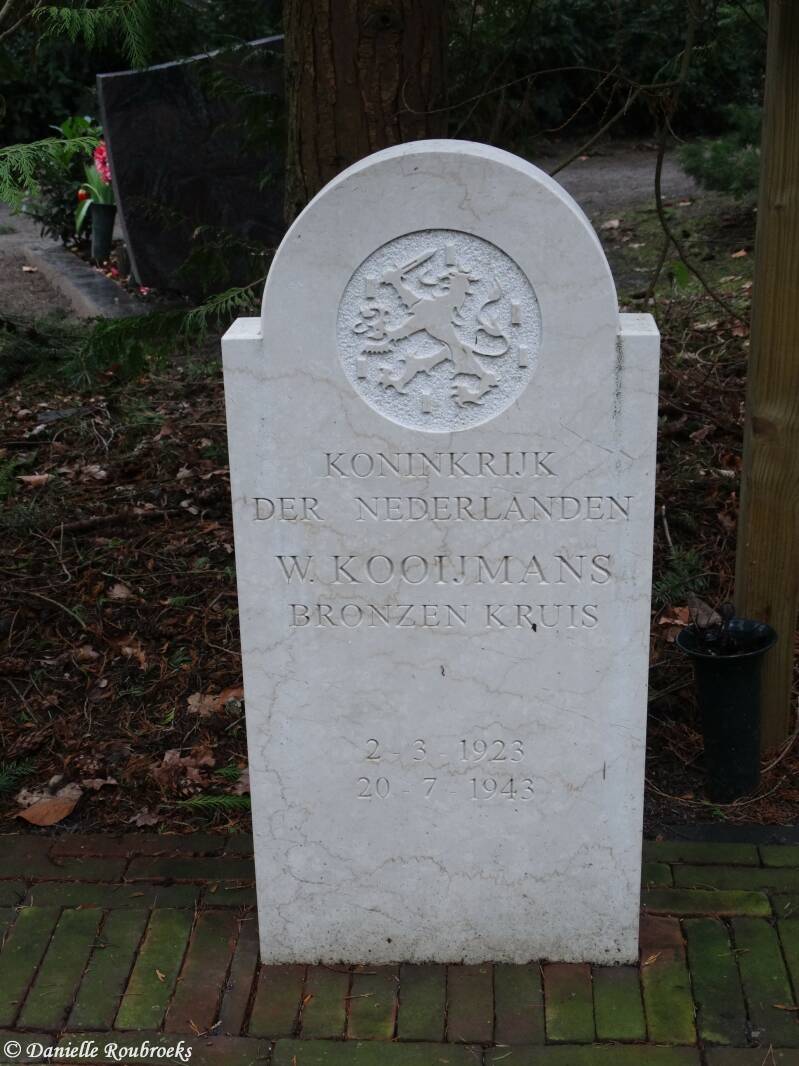 KONINKRIJK
DER NEDERLANDEN
W. KOOIJMANS
BRONZEN KRUIS
2 - 3 - 1923
20 - 7 - 1943
© Danielle Roubroeks